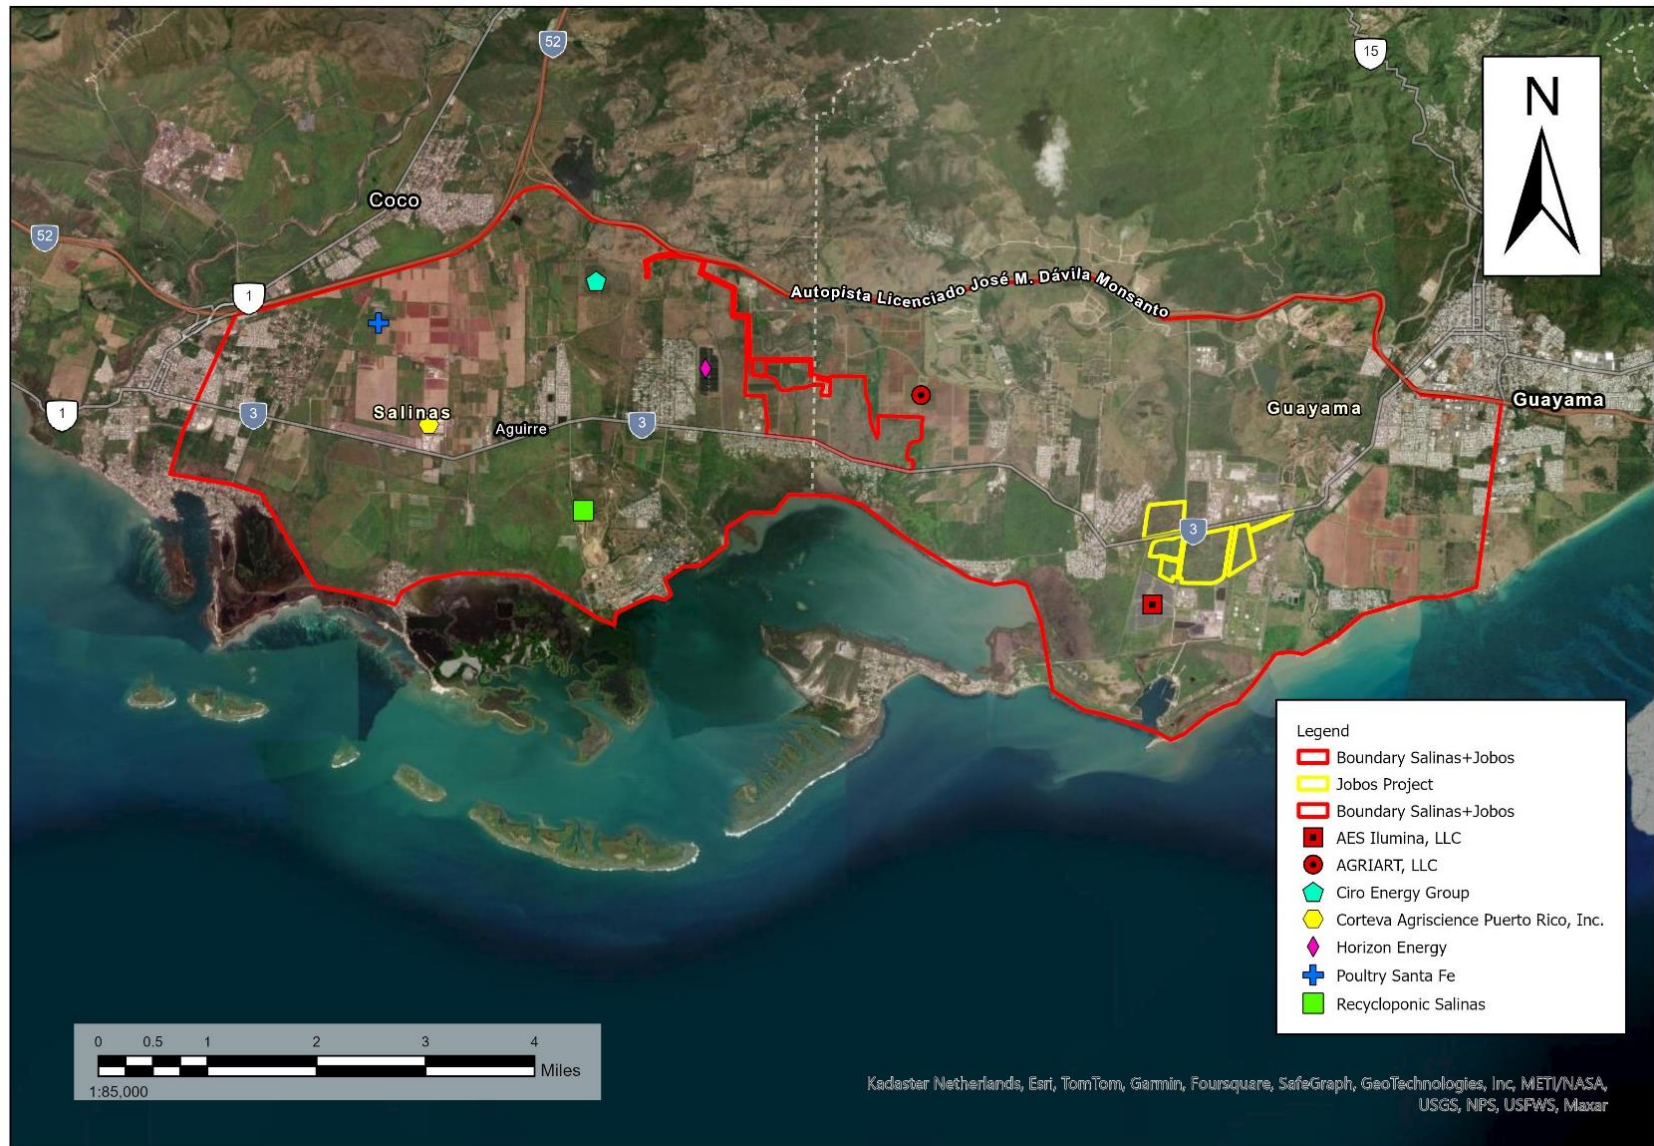 52
15
N
Coco
52
1
Autopista Licenciado José M. Dávila Monsanto
1
3
Salinas
Aguirre
3
Guayama
Guayama
3
Legend
Boundary Salinas+Jobos
Jobos Project
Boundary Salinas+Jobos
AES Ilumina, LLC
AGRIART, LLC
Ciro Energy Group
Corteva Agriscience Puerto Rico, Inc.
Horizon Energy
Poultry Santa Fe
Recycloponic Salinas
0 0.5 1 2 3 4
Miles
1:85,000
Kadaster Netherlands, Esri, TomTom, Garmin, Foursquare, SafeGraph, GeoTechnologies, Inc, METI/NASA,
USGS, NPS, USFWS, Maxar